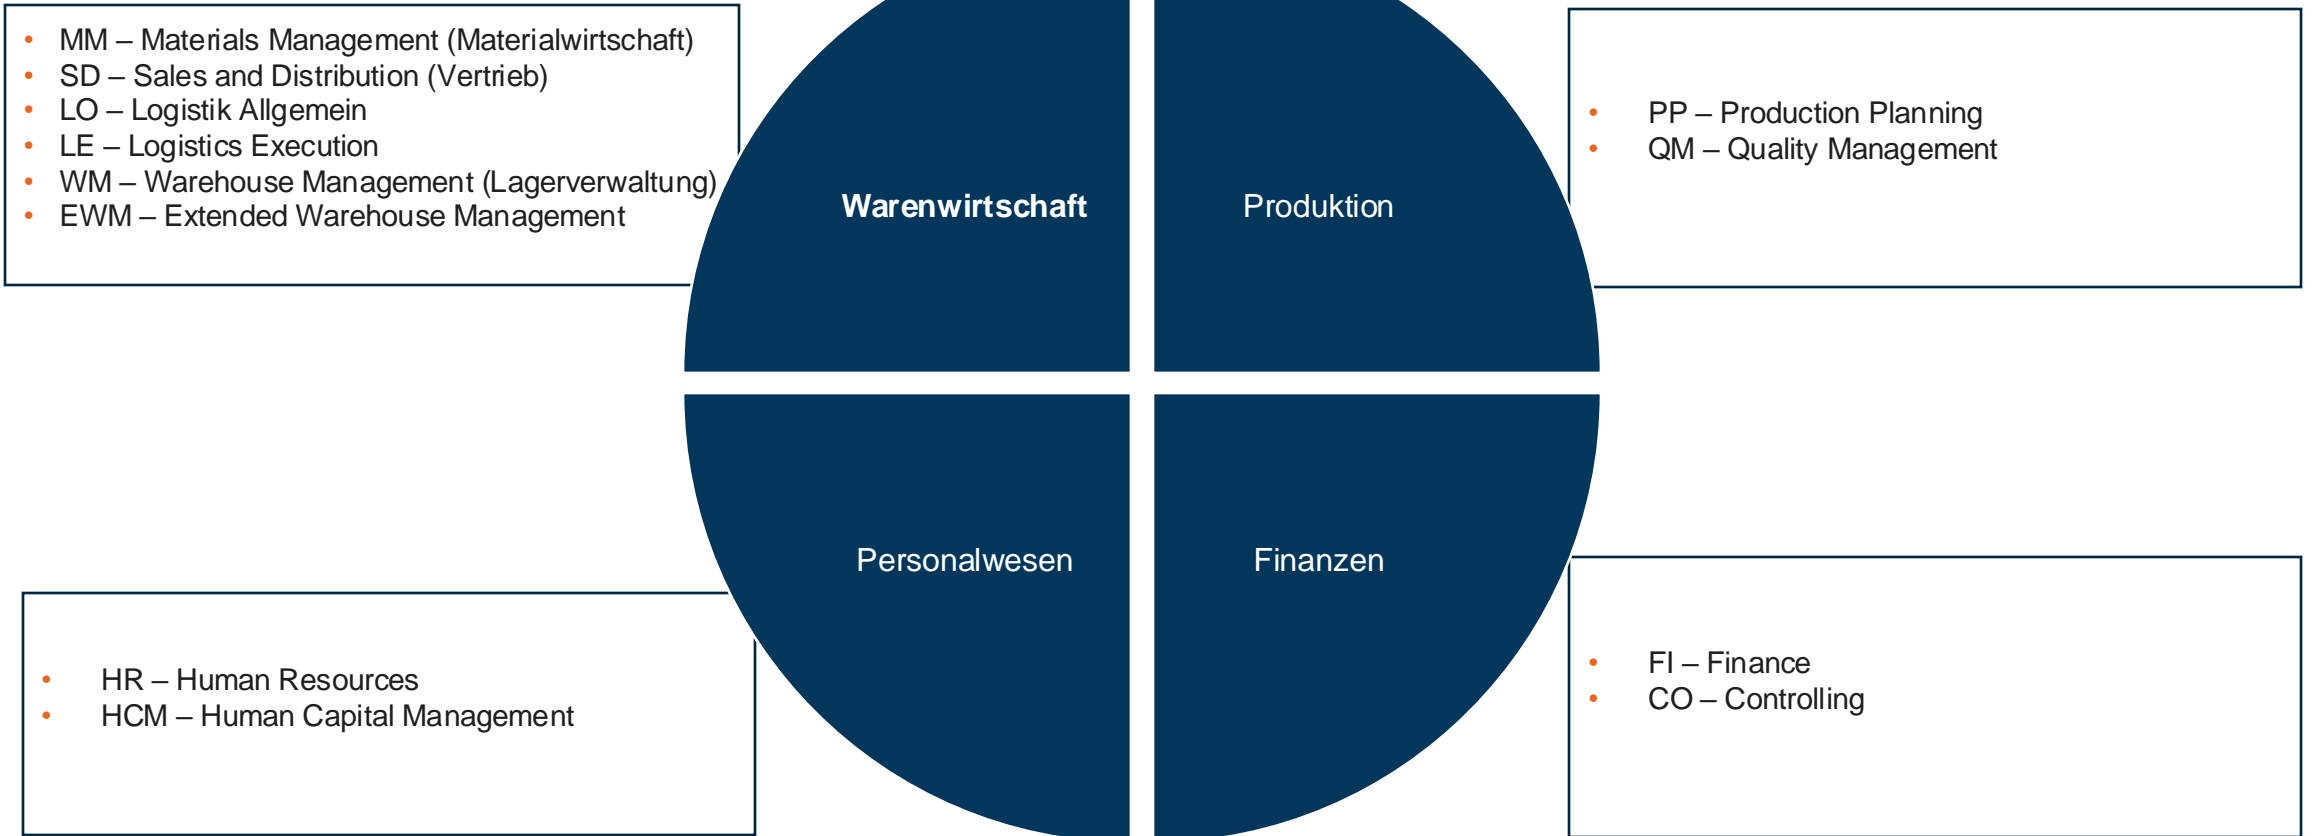 MM – Materials Management (Materialwirtschaft)
SD – Sales and Distribution (Vertrieb)
LO – Logistik Allgemein
LE – Logistics Execution
WM – Warehouse Management (Lagerverwaltung)
EWM – Extended Warehouse Management
Warenwirtschaft
Produktion
PP – Production Planning
QM – Quality Management
Personalwesen
Finanzen
HR – Human Resources
HCM – Human Capital Management
FI – Finance
CO – Controlling